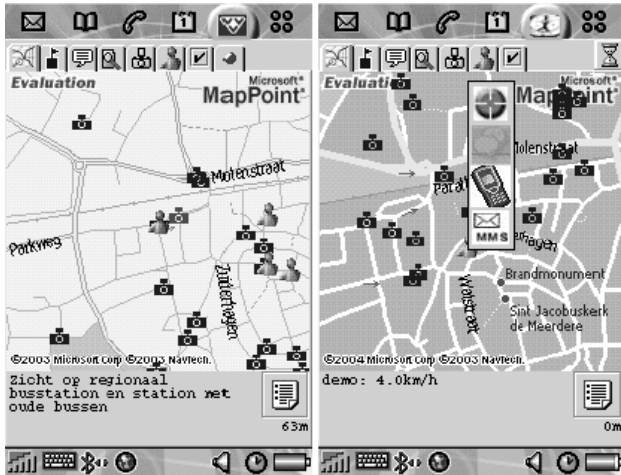 Evaluation
Microsoft®
MapPoint®
Molenstraat
Parkweg
Zuiderhagen
©2003 Microsoft Corp ©2003 Navtech.
Zicht op regionaal
busstation en station met
oude bussen
63m
Evaluation
Microsoft®
MapPoint
Molenstraat
MMS
Walstraat
Brandmonument
Sint Jacobuskerk
de Meerdere
©2004 Microsoft Corp ©2003 Navtech.
demo: 4.0km/h
0m